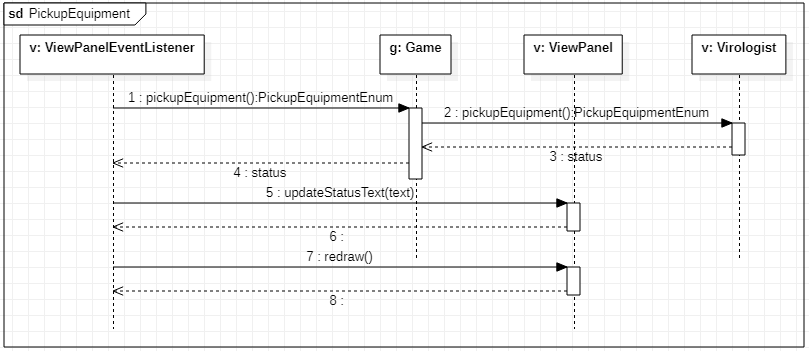 sd PickupEquipment
v: ViewPanelEventListener
g: Game
v: ViewPanel
v: Virologist
1 : pickupEquipment():PickupEquipmentEnum
2 : pickupEquipment():PickupEquipmentEnum
3 : status
4 : status
5 : updateStatusText(text)
6 :
7 : redraw()
8 :